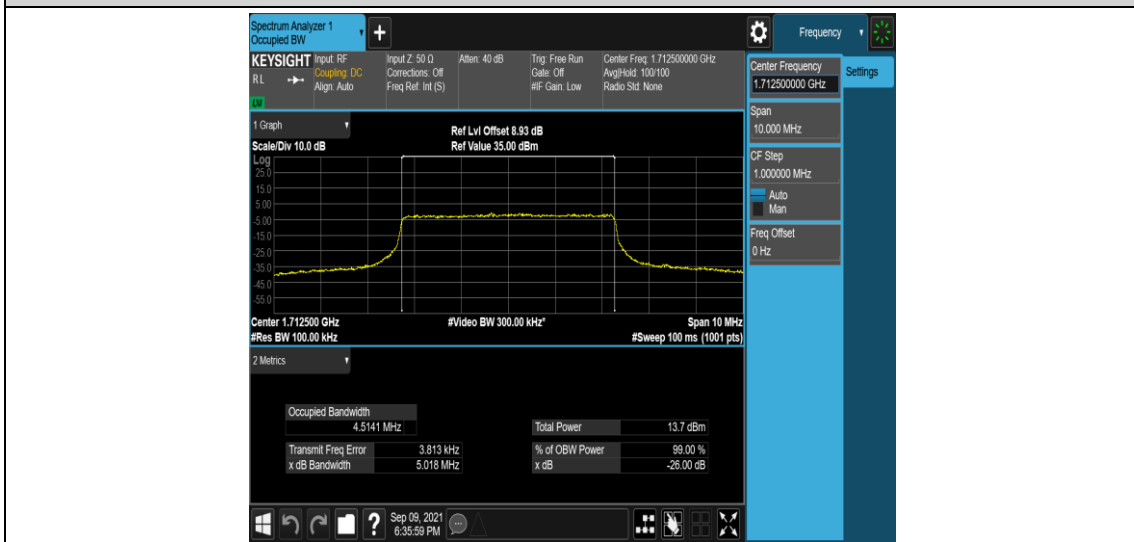 Spectrum Analyzer 1
Occupied BW
+
Frequency
KEYSIGHT Input: RF Input Z: 50 Ω Atten: 40 dB Trig: Free Run Center Freq: 1.712500000 GHz
RL Coupling: DC Corrections: Off Gate: Off Avg|Hold: 100/100
Align: Auto Freq Ref: Int (S) #IF Gain: Low Radio Std: None
Center Frequency
1.712500000 GHz
Settings
Span
10.000 MHz
CF Step
1.000000 MHz
Auto
Man
Freq Offset
0 Hz
1 Graph
Ref Lvl Offset 8.93 dB
Scale/Div 10.0 dB Ref Value 35.00 dBm
Log
25.0
15.0
5.00
-5.00
-15.0
-25.0
-35.0
-45.0
-55.0
Center 1.712500 GHz #Video BW 300.00 kHz* Span 10 MHz
#Res BW 100.00 kHz #Sweep 100 ms (1001 pts)
2 Metrics
Occupied Bandwidth
4.5141 MHz Total Power 13.7 dBm
Transmit Freq Error 3.813 kHz % of OBW Power 99.00 %
x dB Bandwidth 5.018 MHz x dB -26.00 dB
? Sep 09, 2021
6:35:59 PM